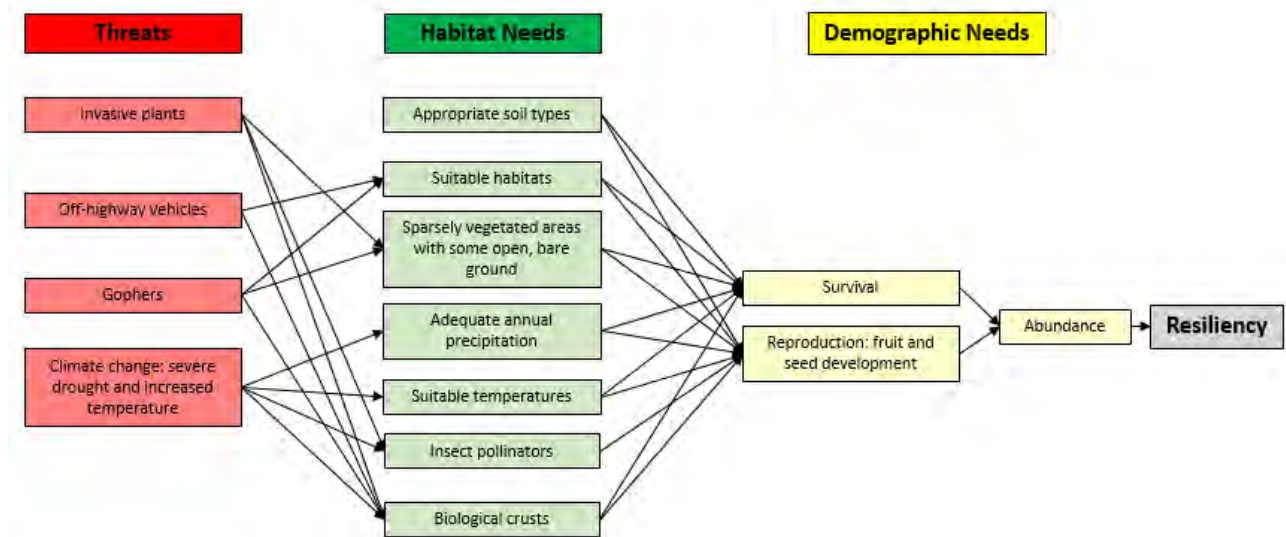 Threats
Habitat Needs
Demographic Needs
Invasive plants
Off-highway vehicles
Gophers
Climate change: severe
drought and increased
temperature
Appropriate soil types
Suitable habitats
Sparsely vegetated areas
with some open, bare
ground
Adequate annual
precipitation
Suitable temperatures
Insect pollinators
Biological crusts
Survival
Reproduction: fruit and
seed development
Abundance
Resiliency